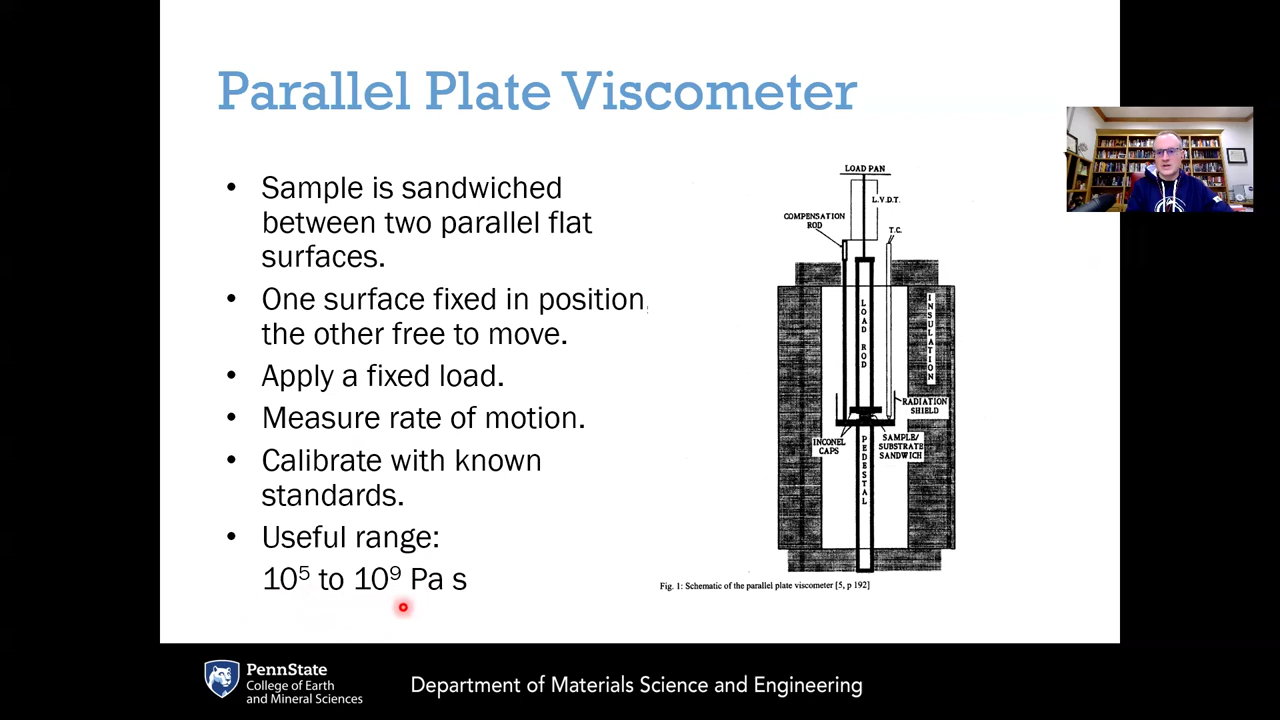 Parallel Plate Viscometer
• Sample is sandwiched
between two parallel flat
surfaces.
• One surface fixed in position,
the other free to move.
• Apply a fixed load.
• Measure rate of motion.
• Calibrate with known
standards.
• Useful range:
10⁵ to 10⁹ Pa s
LOAD PAN
L.V.D.T.
COMPENSATION
ROD
T.C.
LOAD ROD
INSULATION
RADIATION
SHIELD
INCONEL
CAPS
SAMPLE/
SUBSTRATE
SANDWICH
PEDESTAL
Fig. 1: Schematic of the parallel plate viscometer [5, p 192]
PennState
College of Earth
and Mineral Sciences
Department of Materials Science and Engineering